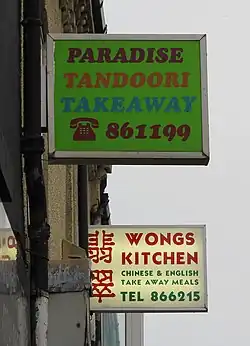 PARADISE
TANDOORI
TAKEAWAY
861199
WONGS
KITCHEN
CHINESE & ENGLISH
TAKE AWAY MEALS
TEL 866215